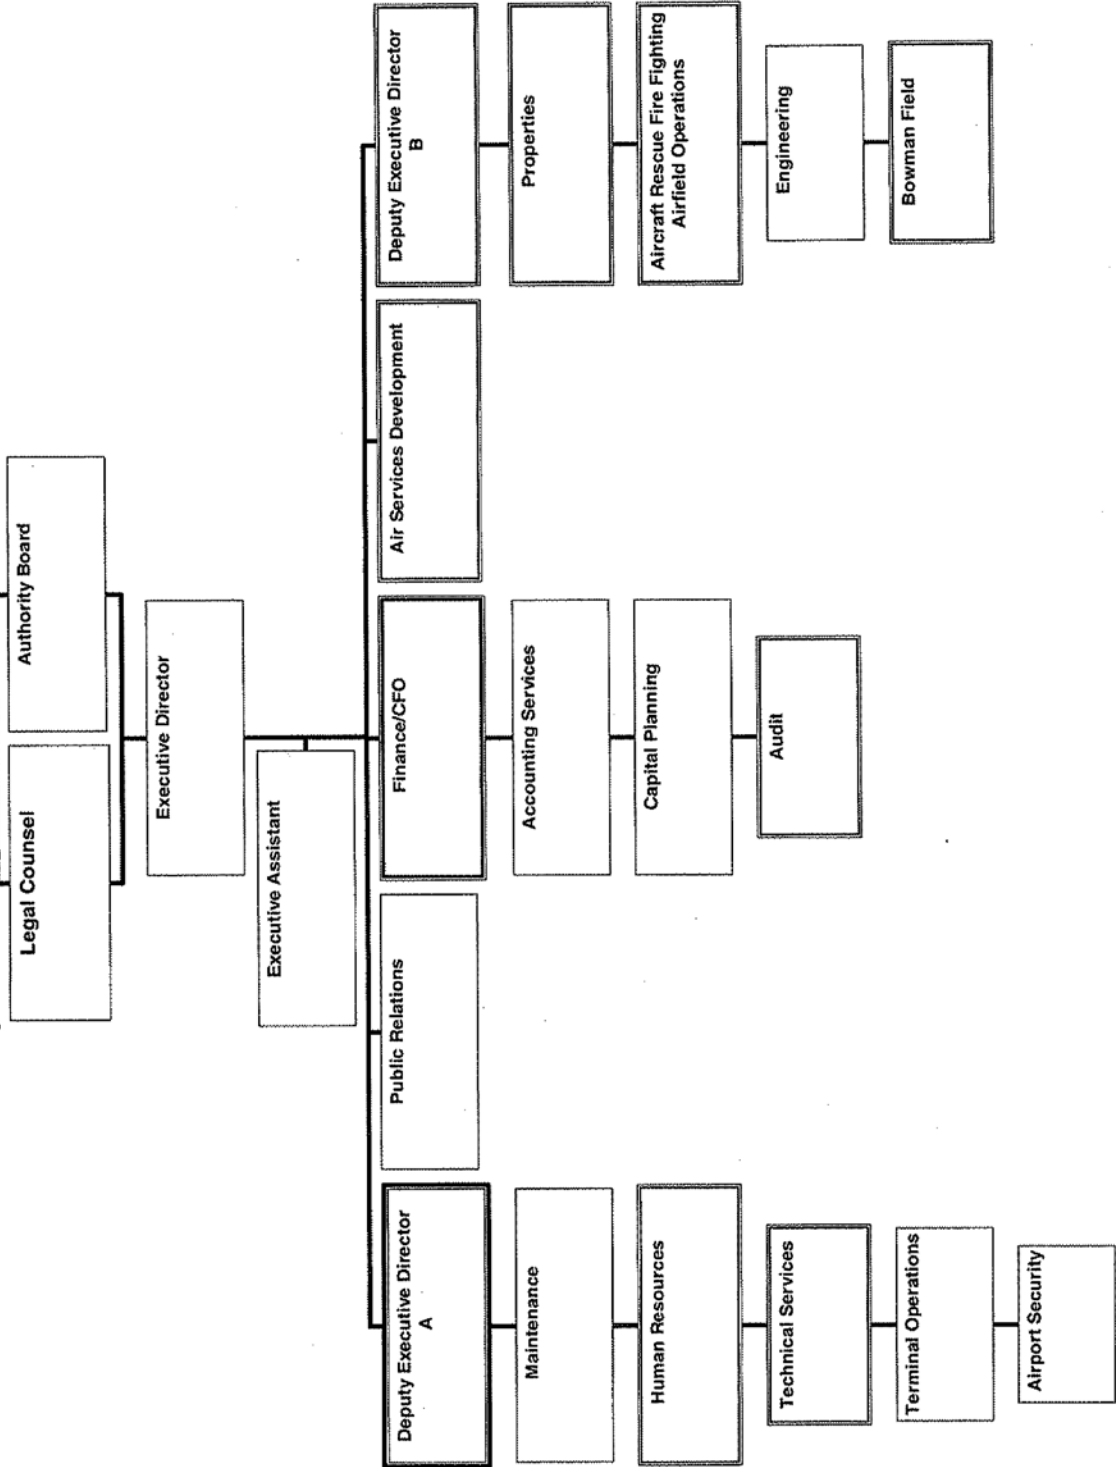 Legal Counsel
Authority Board
Executive Director
Executive Assistant
Deputy Executive Director
A
Public Relations
Finance/CFO
Air Services Development
Deputy Executive Director
B
Maintenance
Human Resources
Technical Services
Terminal Operations
Airport Security
Accounting Services
Capital Planning
Audit
Properties
Aircraft Rescue Fire Fighting
Airfield Operations
Engineering
Bowman Field